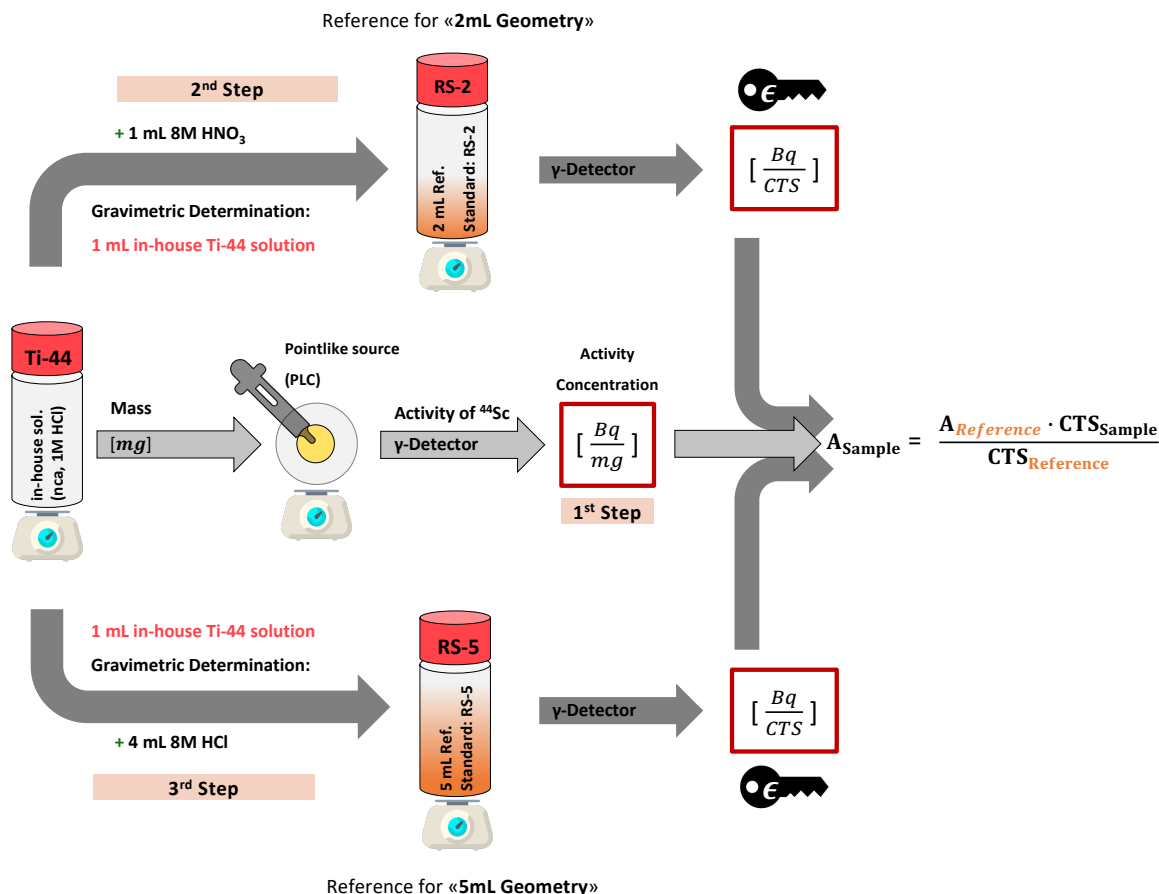 Reference for «2mL Geometry»
2nd Step
+ 1 mL 8M HNO3
Gravimetric Determination:
1 mL in-house Ti-44 solution
RS-2
2 mL Ref.
Standard: RS-2
γ-Detector
ϵ
[ Bq / CTS ]
Ti-44
in-house sol.
(nca, 1M HCl)
Mass
[mg]
Pointlike source
(PLC)
Activity of 44Sc
γ-Detector
Activity
Concentration
[ Bq / mg ]
1st Step
A_Sample = (A_Reference · CTS_Sample) / CTS_Reference
1 mL in-house Ti-44 solution
Gravimetric Determination:
+ 4 mL 8M HCl
3rd Step
RS-5
5 mL Ref.
Standard: RS-5
γ-Detector
[ Bq / CTS ]
ϵ
Reference for «5mL Geometry»